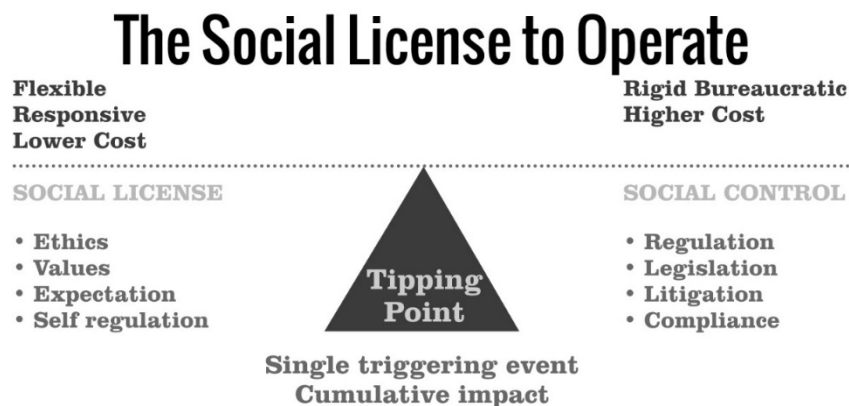 The Social License to Operate
Flexible
Responsive
Lower Cost
Rigid Bureaucratic
Higher Cost
SOCIAL LICENSE
• Ethics
• Values
• Expectation
• Self regulation
Tipping
Point
SOCIAL CONTROL
• Regulation
• Legislation
• Litigation
• Compliance
Single triggering event
Cumulative impact